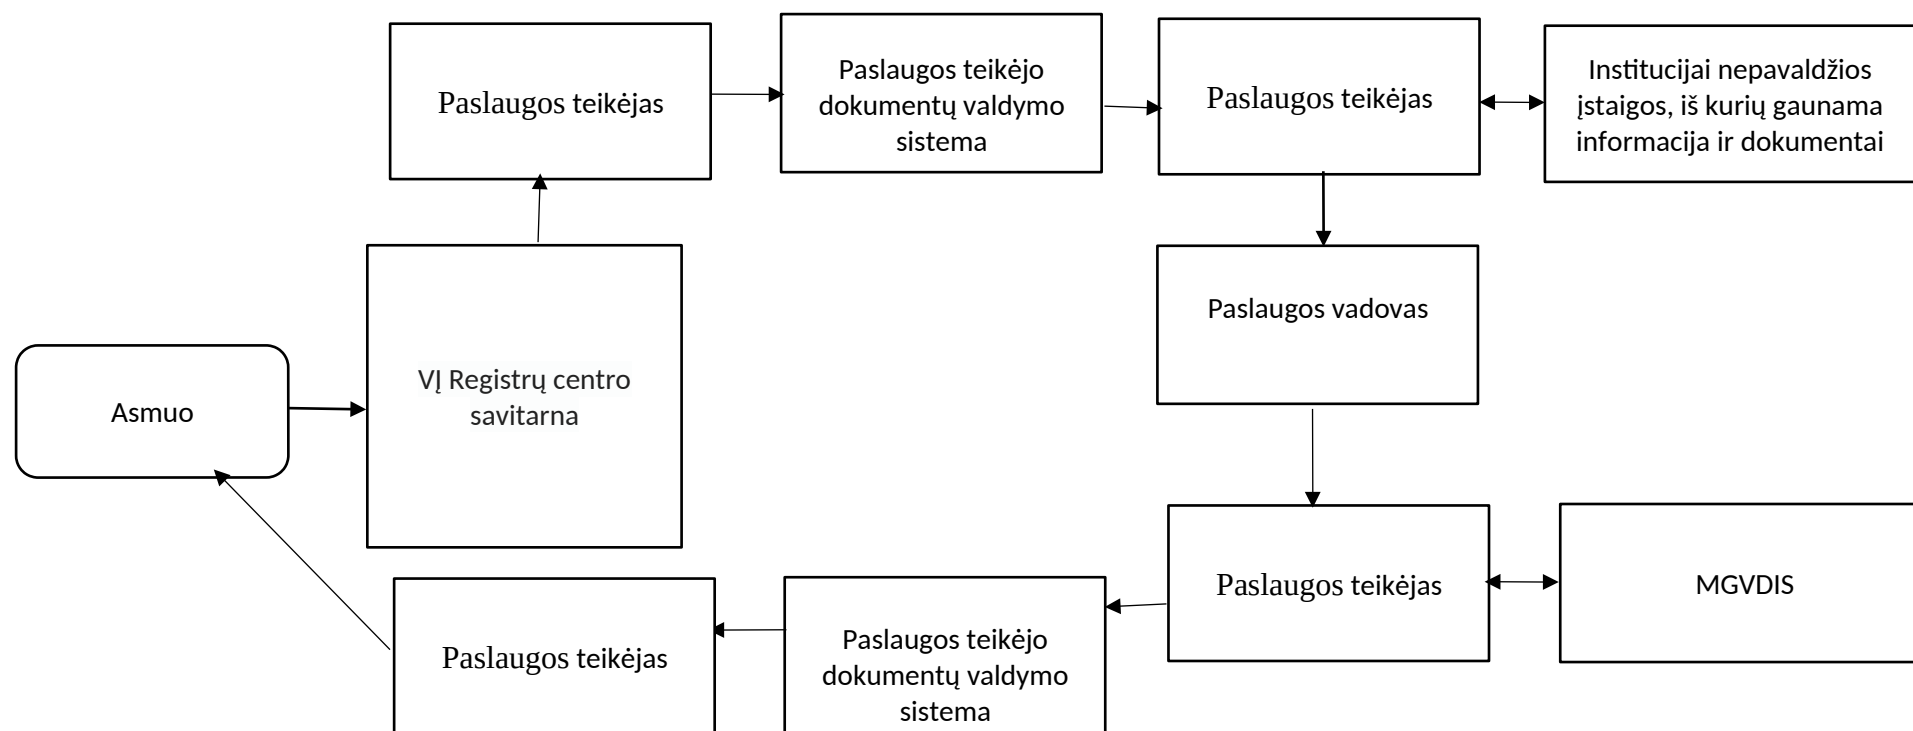 Paslaugos teikėjas
Paslaugos teikėjo
dokumentų valdymo
sistema
Paslaugos teikėjas
Institucijai nepavaldžios
įstaigos, iš kurių gaunama
informacija ir dokumentai
Paslaugos vadovas
VĮ Registrų centro
savitarna
Asmuo
Paslaugos teikėjas
MGVDIS
Paslaugos teikėjas
Paslaugos teikėjo
dokumentų valdymo
sistema